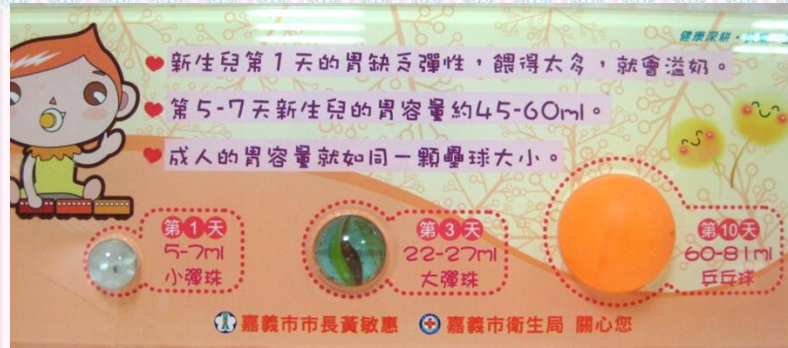 健康深耕・
♥新生兒第1天的胃缺乏彈性，餵得太多，就會溢奶。
♥第5-7天新生兒的胃容量約45-60ml。
♥成人的胃容量就如同一顆壘球大小。
第1天
5-7ml
小彈珠
第3天
22-27ml
大彈珠
第10天
60-81ml
乒乓球
嘉義市市長黃敏惠 嘉義市衛生局 關心您